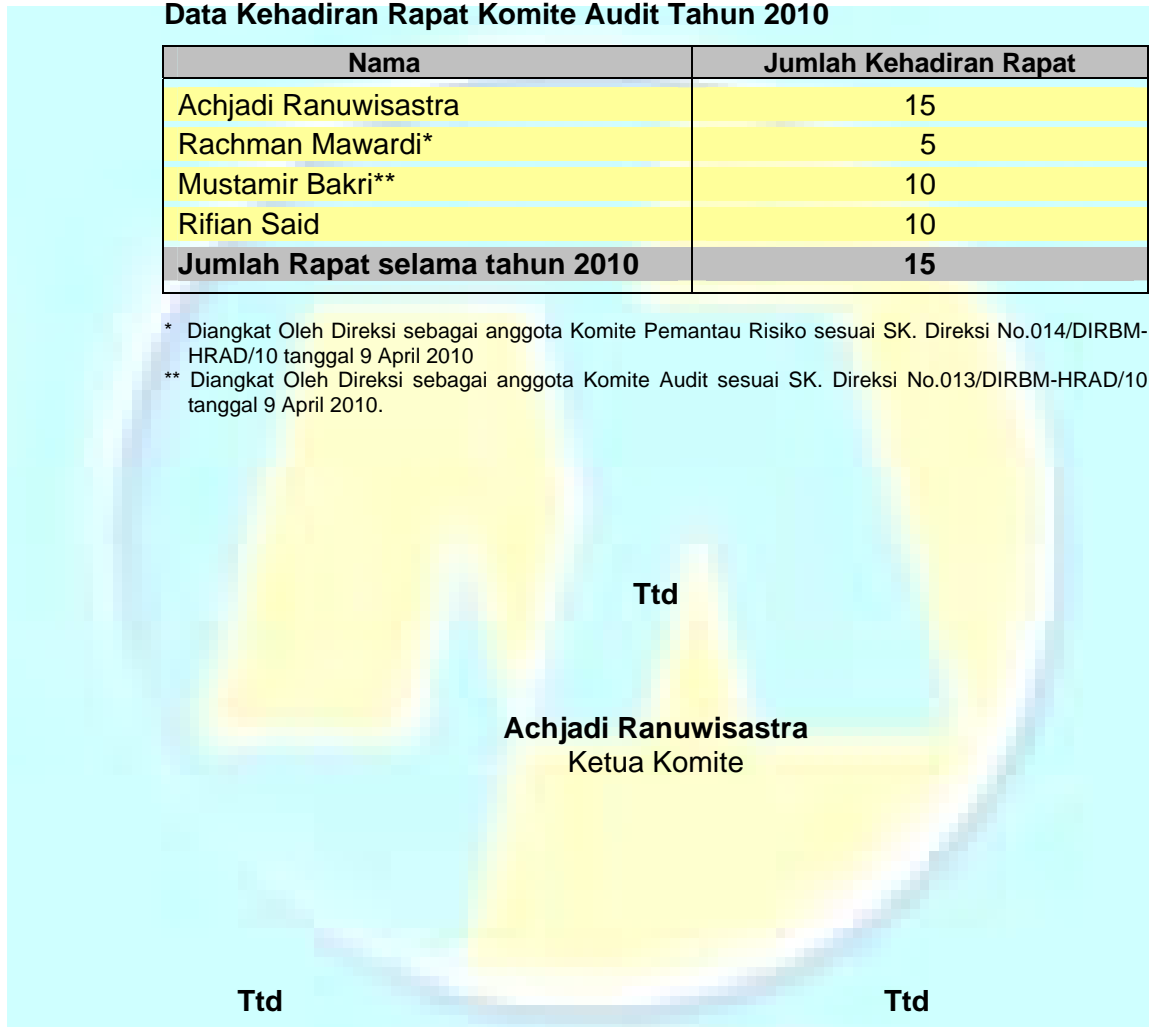 Data Kehadiran Rapat Komite Audit Tahun 2010
Nama Jumlah Kehadiran Rapat
Achjadi Ranuwisastra 15
Rachman Mawardi* 5
Mustamir Bakri** 10
Rifian Said 10
Jumlah Rapat selama tahun 2010 15
* Diangkat Oleh Direksi sebagai anggota Komite Pemantau Risiko sesuai SK. Direksi No.014/DIRBM-
HRAD/10 tanggal 9 April 2010
** Diangkat Oleh Direksi sebagai anggota Komite Audit sesuai SK. Direksi No.013/DIRBM-HRAD/10
tanggal 9 April 2010.
Ttd
Achjadi Ranuwisastra
Ketua Komite
Ttd Ttd